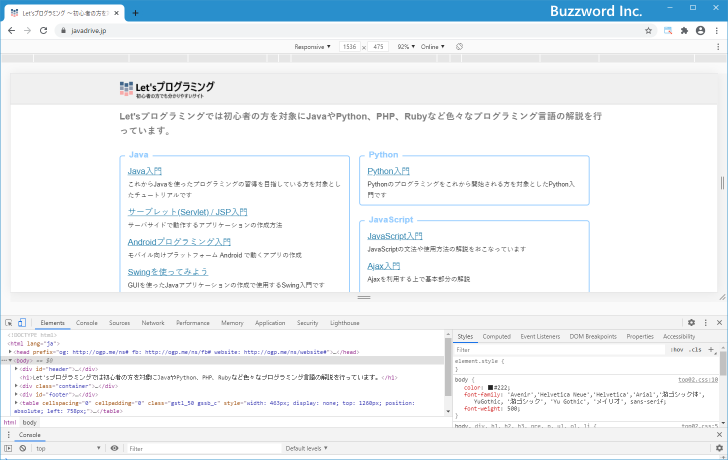 Buzzword Inc.
Let'sプログラミング ～初心者の方を
javadrive.jp
Responsive 1536 x 475 92% Online
Let'sプログラミング
初心者の方でも分かりやすいサイト
Let'sプログラミングでは初心者の方を対象にJavaやPython、PHP、Rubyなど色々なプログラミング言語の解説を行
っています。
Java
Java入門
これからJavaを使ったプログラミングの習得を目指している方を対象とし
たチュートリアルです
サーブレット(Servlet) / JSP入門
サーバサイドで動作するアプリケーションの作成方法
Androidプログラミング入門
モバイル向けプラットフォーム Android で動くアプリの作成
Swingを使ってみよう
GUIを使ったJavaアプリケーションの作成で使用するSwing入門です
Python
Python入門
Pythonのプログラミングをこれから開始される方を対象としたPython入
門です
JavaScript
JavaScript入門
JavaScriptの文法や使用方法の解説をおこなっています
Ajax入門
Ajaxを利用する上で基本部分の解説
Elements Console Sources Network Performance Memory Application Security Lighthouse
<!DOCTYPE html>
<html lang="ja">
<head prefix="og: http://ogp.me/ns# fb: http://ogp.me/ns/fb# website: http://ogp.me/ns/website#">…</head>
<body> == $0
<div id="header">…</div>
<h1>Let'sプログラミングでは初心者の方を対象にJavaやPython、PHP、Rubyなど色々なプログラミング言語の解説を行っています。</h1>
<div class="container">…</div>
<div id="footer">…</div>
<table cellspacing="0" cellpadding="0" class="gstl_50 gssb_c" style="width: 463px; display: none; top: 1260px; position:
absolute; left: 758px;">…</table>
html body
Styles Computed Event Listeners DOM Breakpoints Properties Accessibility
Filter :hov .cls +
element.style {
}
body { top02.css:10
color: #222;
font-family: 'Avenir','Helvetica Neue','Helvetica','Arial','游ゴシック体',
YuGothic, '游ゴシック', 'Yu Gothic', 'メイリオ', sans-serif;
font-weight: 500;
}
body, div, h1, h2, h3, pre, p, ul, ol, li { top02.css:5
Console
top Filter Default levels